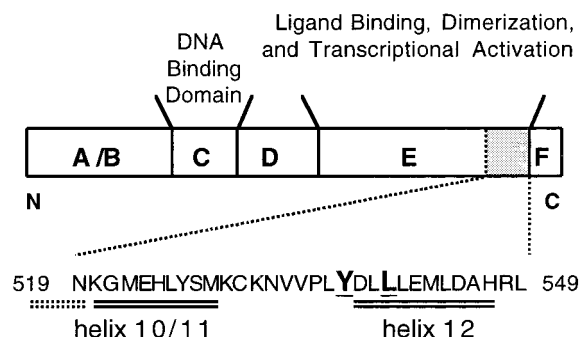 DNA
Binding
Domain
Ligand Binding, Dimerization,
and Transcriptional Activation
A/B C D E F
N C
519 NKGMEHLYSMKCKNVVPLYDLLLEMLDAHRL 549
helix 10/11 helix 12